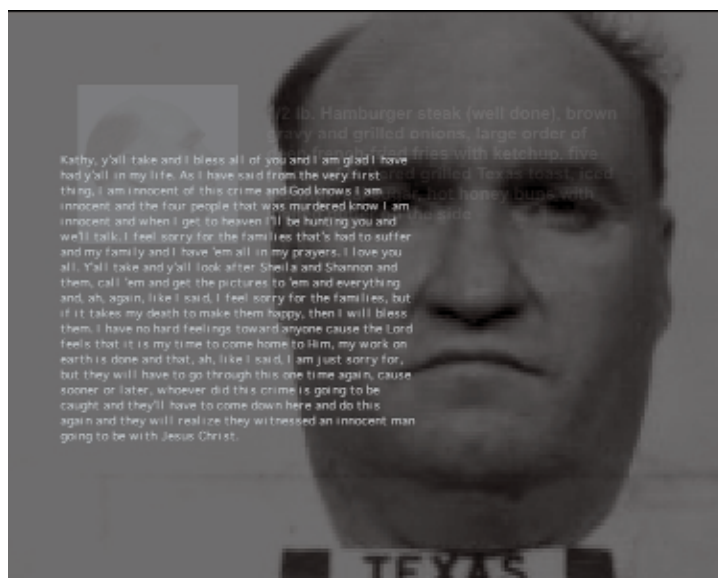 /2 lb. Hamburger steak (well done), brown
gravy and grilled onions, large order of
french-fried fries with ketchup, five
grilled Texas toast, iced
hot honey buns with
the side
Kathy, y'all take and I bless all of you and I am glad I have
had y'all in my life. As I have said from the very first
thing, I am innocent of this crime and God knows I am
innocent and the four people that was murdered know I am
innocent and when I get to heaven I'll be hunting you and
we'll talk. I feel sorry for the families that's had to suffer
and my family and I have 'em all in my prayers. I love you
all. Y'all take and y'all look after Sheila and Shannon and
them, call 'em and get the pictures to 'em and everything
and, ah, again, like I said, I feel sorry for the families, but
if it takes my death to make them happy, then I will bless
them. I have no hard feelings toward anyone cause the Lord
feels that it is my time to come home to Him, my work on
earth is done and that, ah, like I said, I am just sorry for,
but they will have to go through this one time again, cause
sooner or later, whoever did this crime is going to be
caught and they'll have to come down here and do this
again and they will realize they witnessed an innocent man
going to be with Jesus Christ.
TEXAS